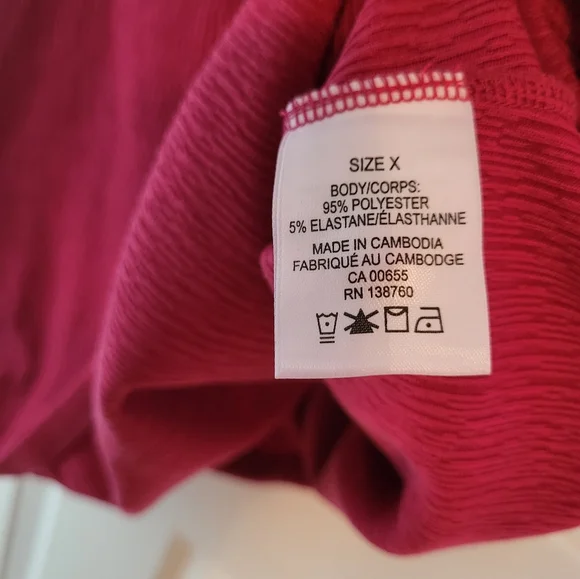 SIZE X
BODY/CORPS:
95% POLYESTER
5% ELASTANE/ÉLASTHANNE
MADE IN CAMBODIA
FABRIQUÉ AU CAMBODGE
CA 00655
RN 138760